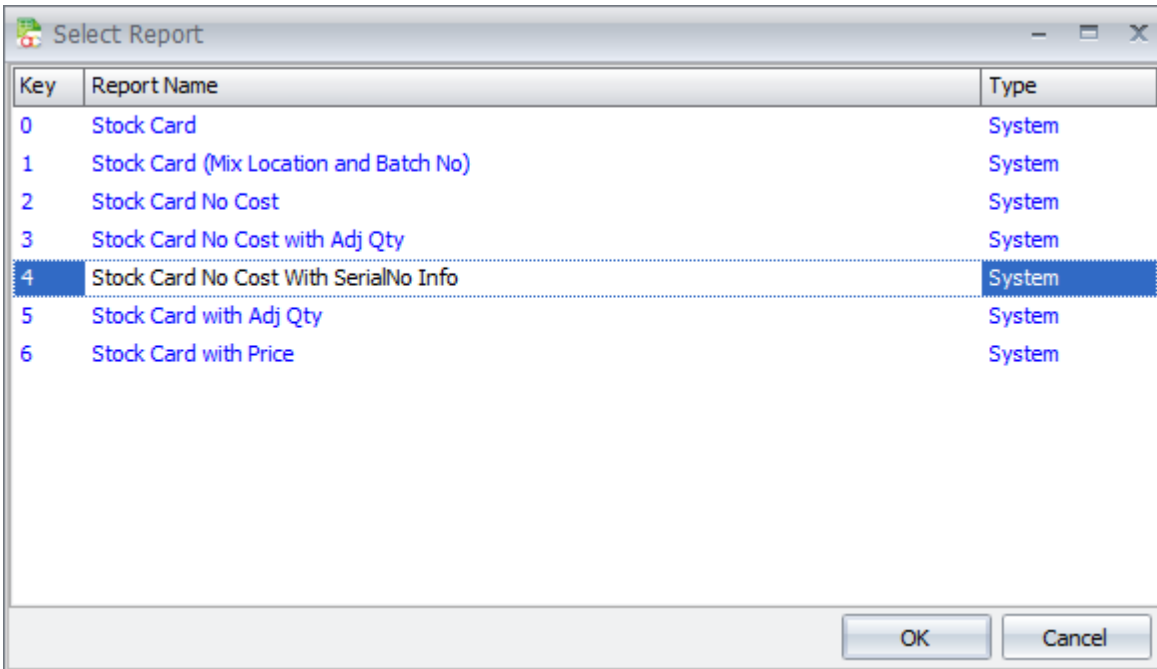 Select Report
Key Report Name Type
0 Stock Card System
1 Stock Card (Mix Location and Batch No) System
2 Stock Card No Cost System
3 Stock Card No Cost with Adj Qty System
4 Stock Card No Cost With SerialNo Info System
5 Stock Card with Adj Qty System
6 Stock Card with Price System
OK Cancel